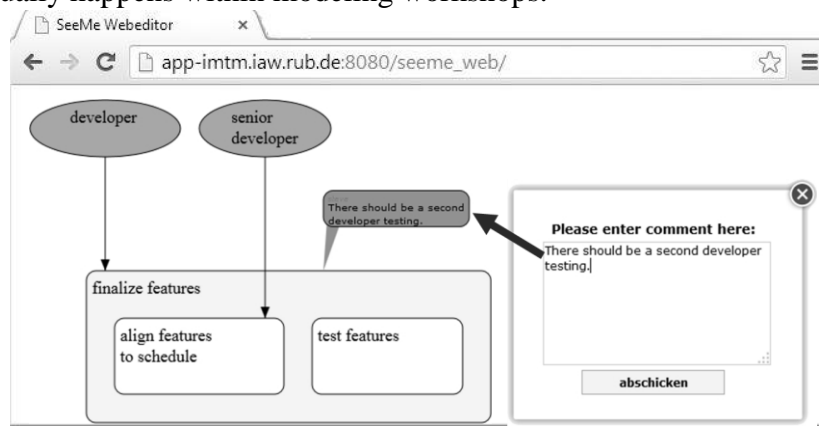 dally happens within modeling workshops.
SeeMe Webeditor
app-imtm.iaw.rub.de:8080/seeme_web/
developer
senior
developer
There should be a second
developer testing.
Please enter comment here:
There should be a second developer
testing.
abschicken
finalize features
align features
to schedule
test features